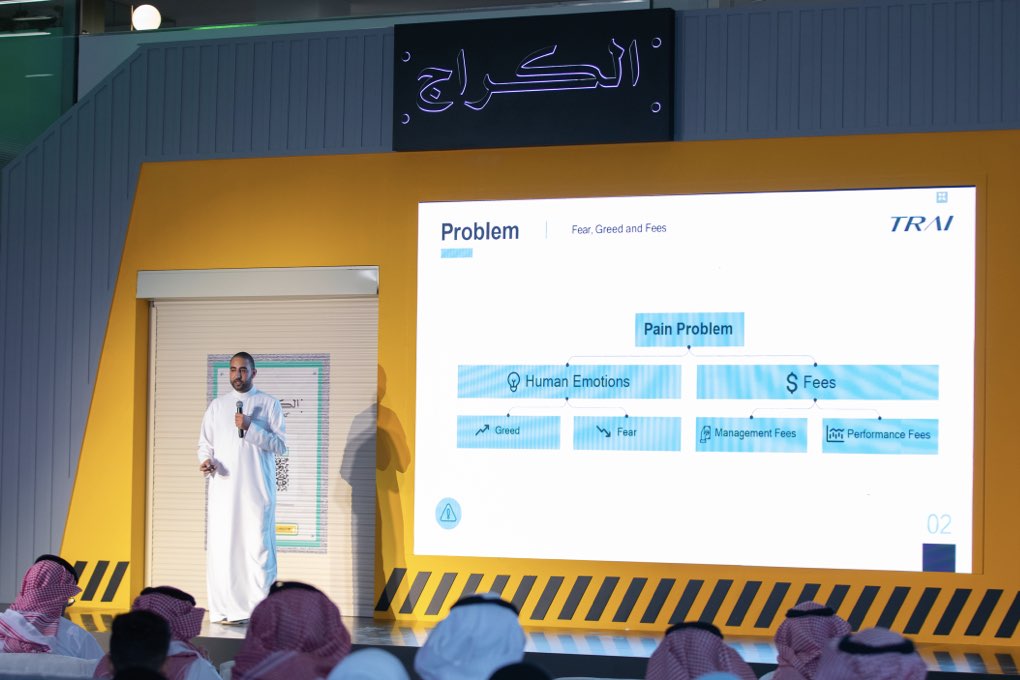 الكراج
Problem
Fear, Greed and Fees
TRAI
Pain Problem
Human Emotions
$ Fees
Greed
Fear
Management Fees
Performance Fees
02